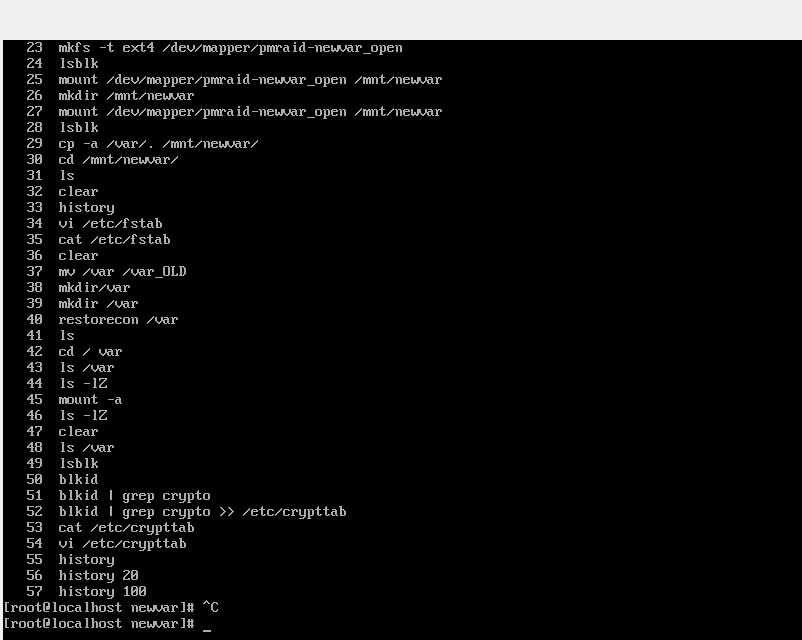 23 mkfs -t ext4 /dev/mapper/pmraid-newvar_open
24 lsblk
25 mount /dev/mapper/pmraid-newvar_open /mnt/newvar
26 mkdir /mnt/newvar
27 mount /dev/mapper/pmraid-newvar_open /mnt/newvar
28 lsblk
29 cp -a /var/. /mnt/newvar/
30 cd /mnt/newvar/
31 ls
32 clear
33 history
34 vi /etc/fstab
35 cat /etc/fstab
36 clear
37 mv /var /var_OLD
38 mkdir/var
39 mkdir /var
40 restorecon /var
41 ls
42 cd / var
43 ls /var
44 ls -lZ
45 mount -a
46 ls -lZ
47 clear
48 ls /var
49 lsblk
50 blkid
51 blkid | grep crypto
52 blkid | grep crypto >> /etc/crypttab
53 cat /etc/crypttab
54 vi /etc/crypttab
55 history
56 history 20
57 history 100
[root@localhost newvar]# ^C
[root@localhost newvar]# _